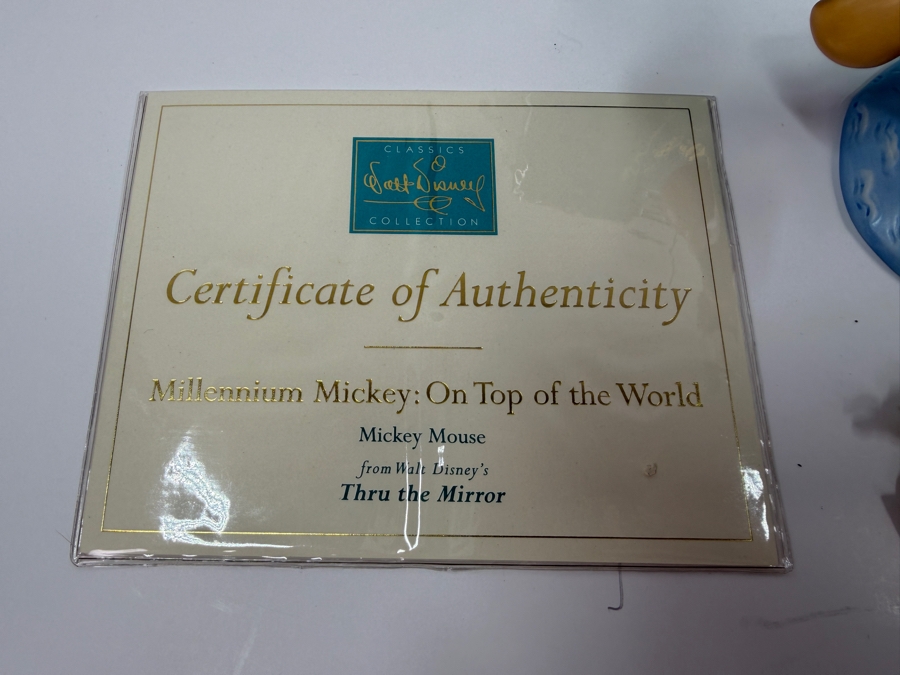 CLASSICS
Walt Disney
COLLECTION
Certificate of Authenticity
Millennium Mickey: On Top of the World
Mickey Mouse
from Walt Disney's
Thru the Mirror